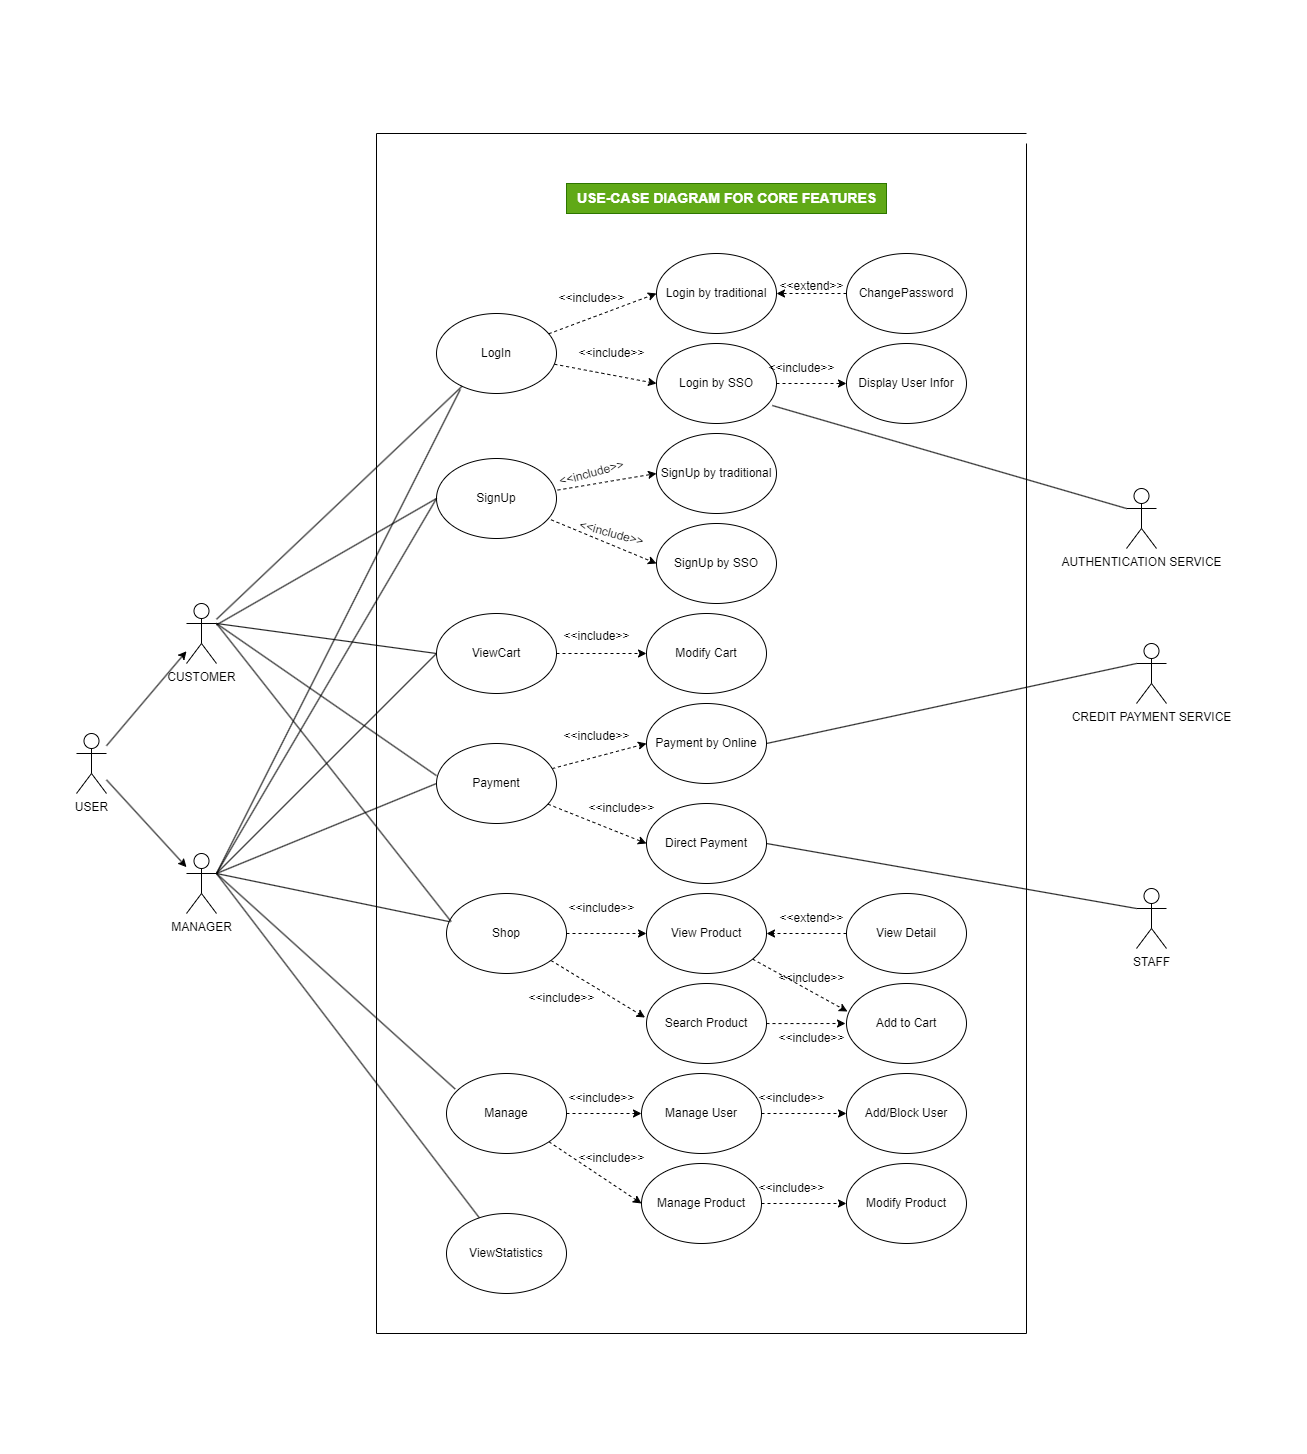 USE-CASE DIAGRAM FOR CORE FEATURES
<<include>>
Login by traditional
<<extend>>
ChangePassword
LogIn
<<include>>
Login by SSO
<<include>>
Display User Infor
SignUp
<<include>>
SignUp by traditional
<<include>>
SignUp by SSO
AUTHENTICATION SERVICE
CUSTOMER
ViewCart
<<include>>
Modify Cart
CREDIT PAYMENT SERVICE
USER
Payment
<<include>>
Payment by Online
<<include>>
Direct Payment
MANAGER
Shop
<<include>>
View Product
<<extend>>
View Detail
STAFF
<<include>>
<<include>>
Search Product
<<include>>
Add to Cart
Manage
<<include>>
Manage User
<<include>>
Add/Block User
<<include>>
Manage Product
<<include>>
Modify Product
ViewStatistics